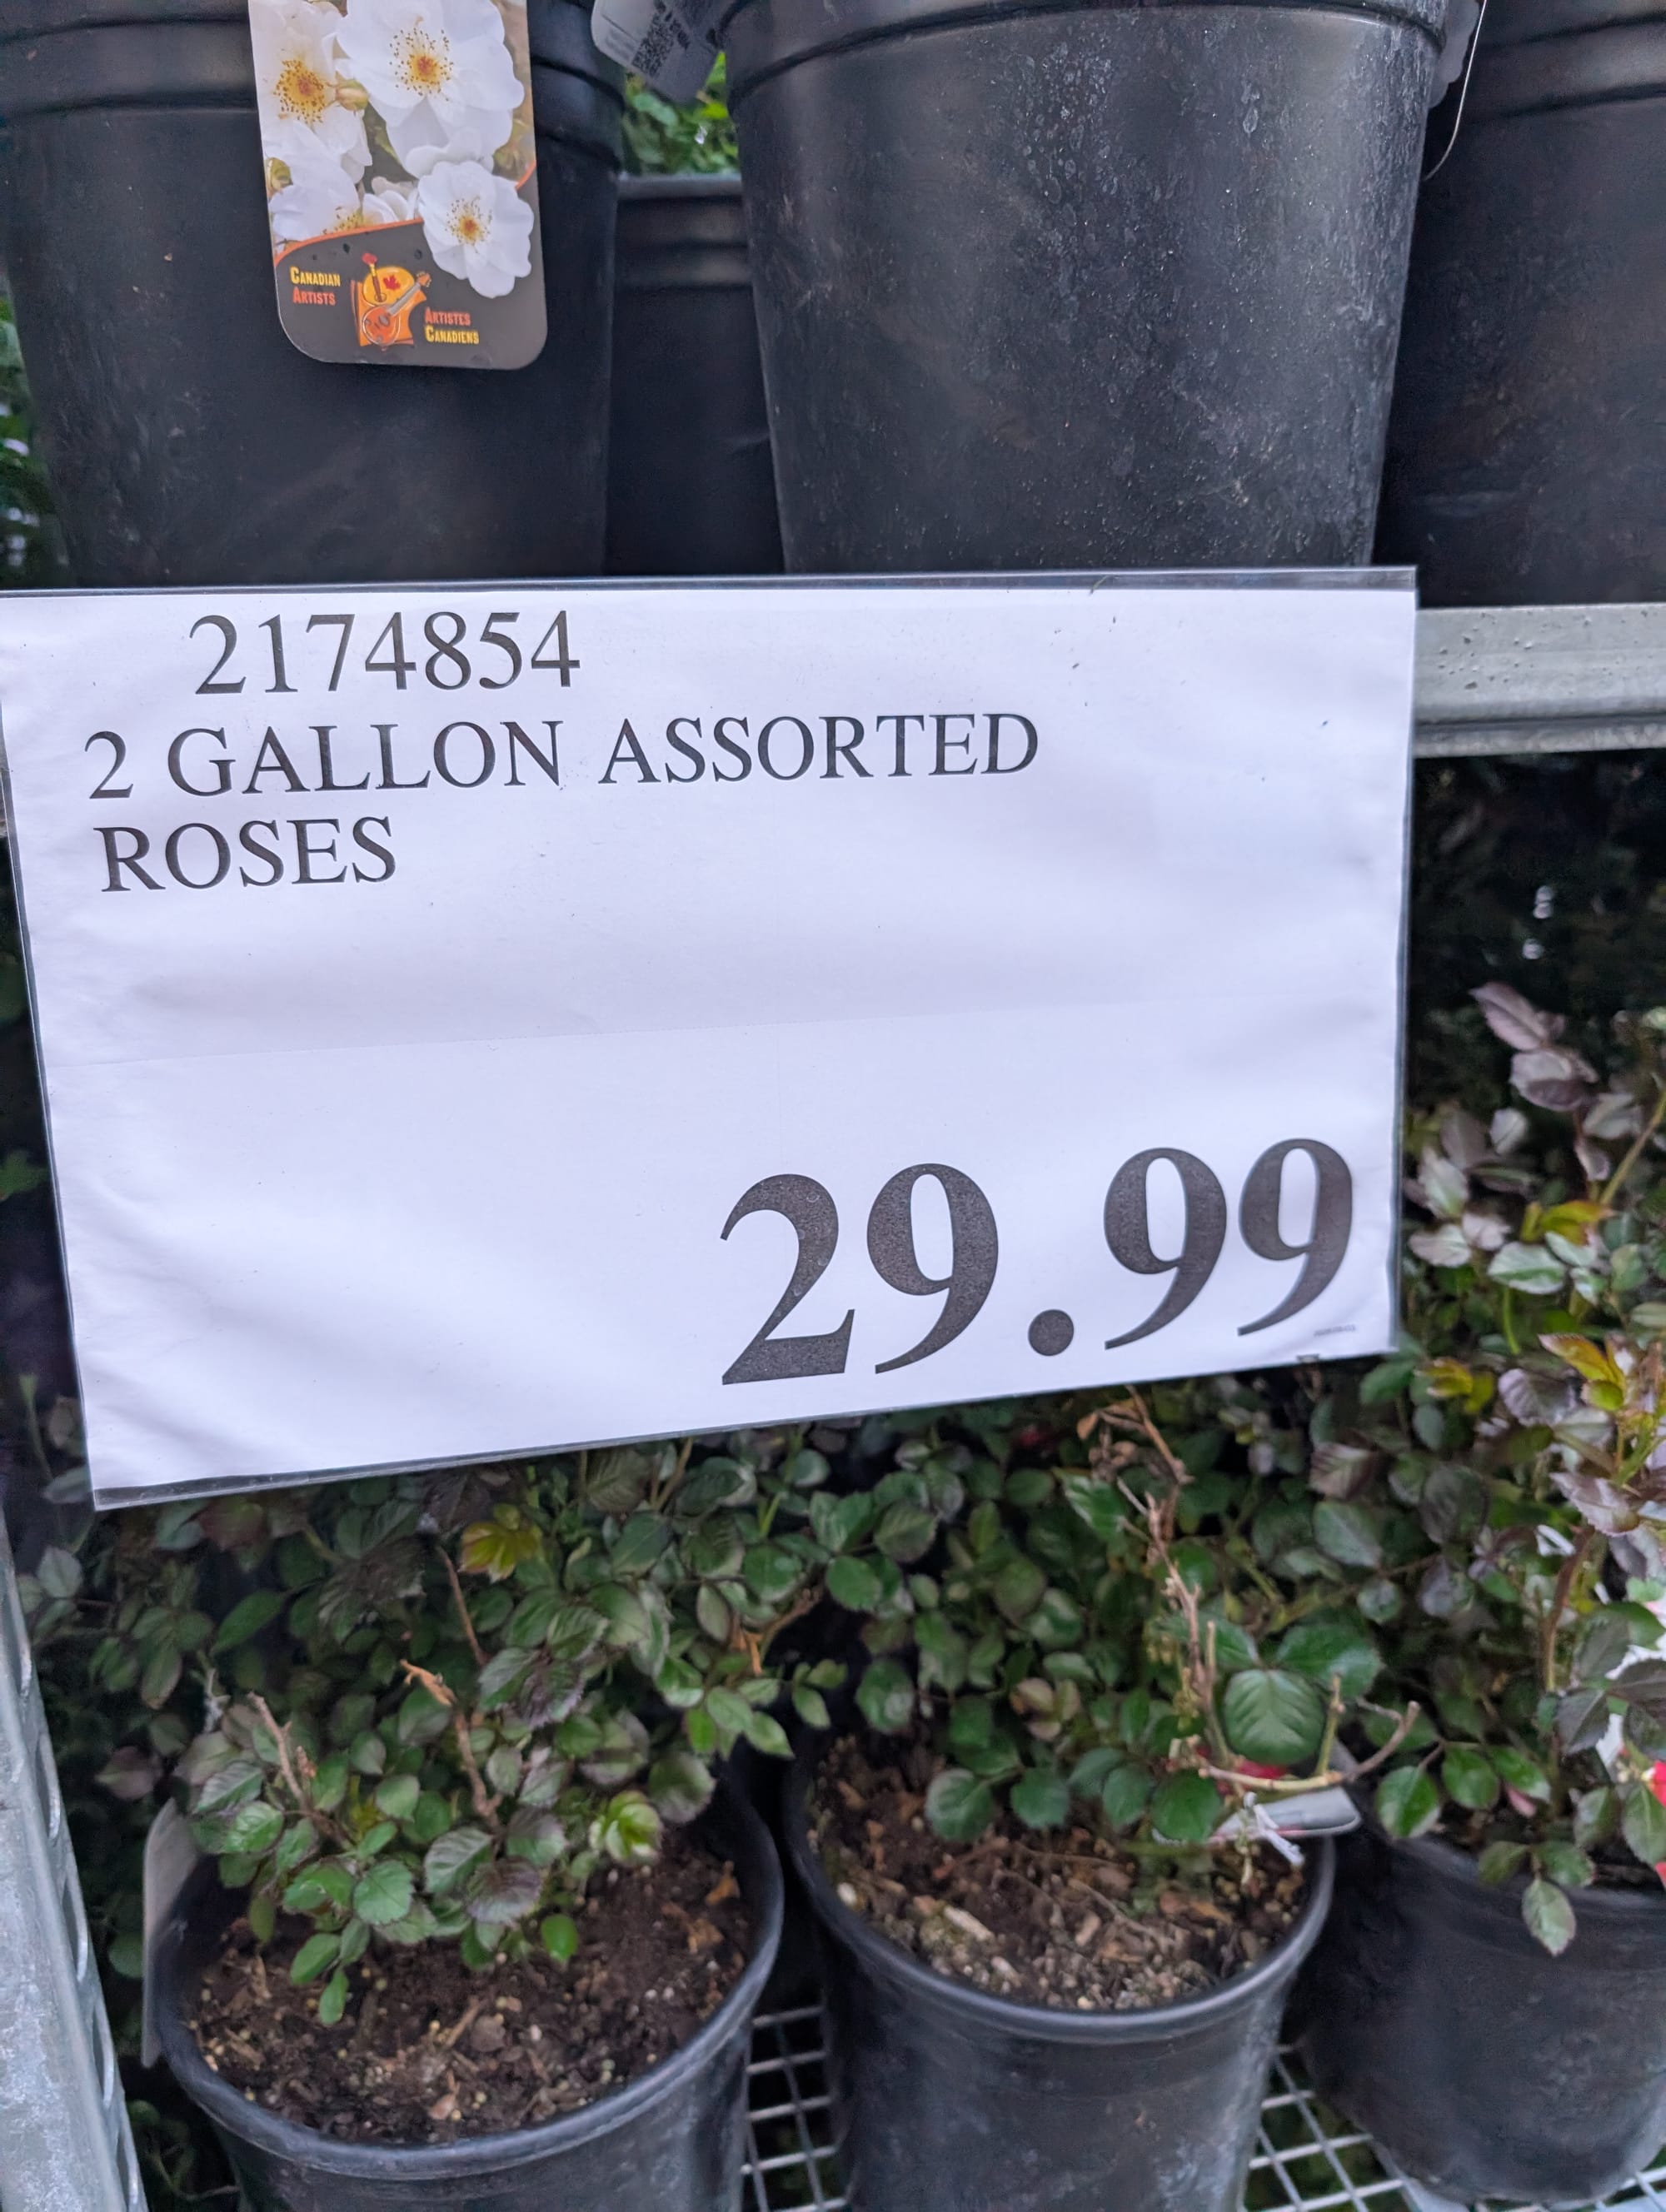 CANADIAN
ARTISTS
ARTISTES
CANADIENS
2174854
2 GALLON ASSORTED
ROSES
29.99